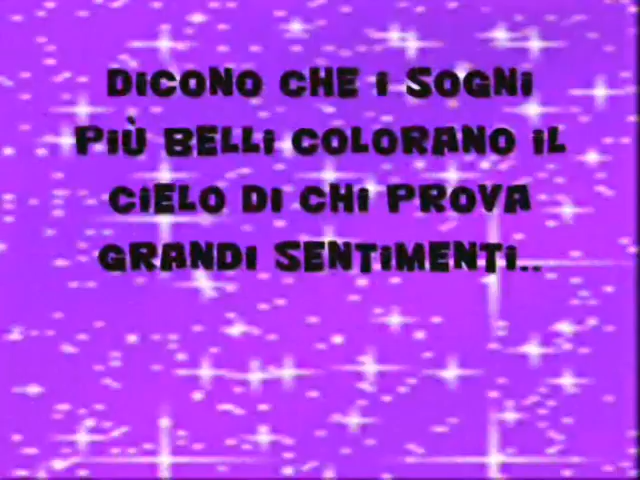 DICONO CHE I SOGNI
PIÙ BELLI COLORANO IL
CIELO DI CHI PROVA
GRANDI SENTIMENTI..